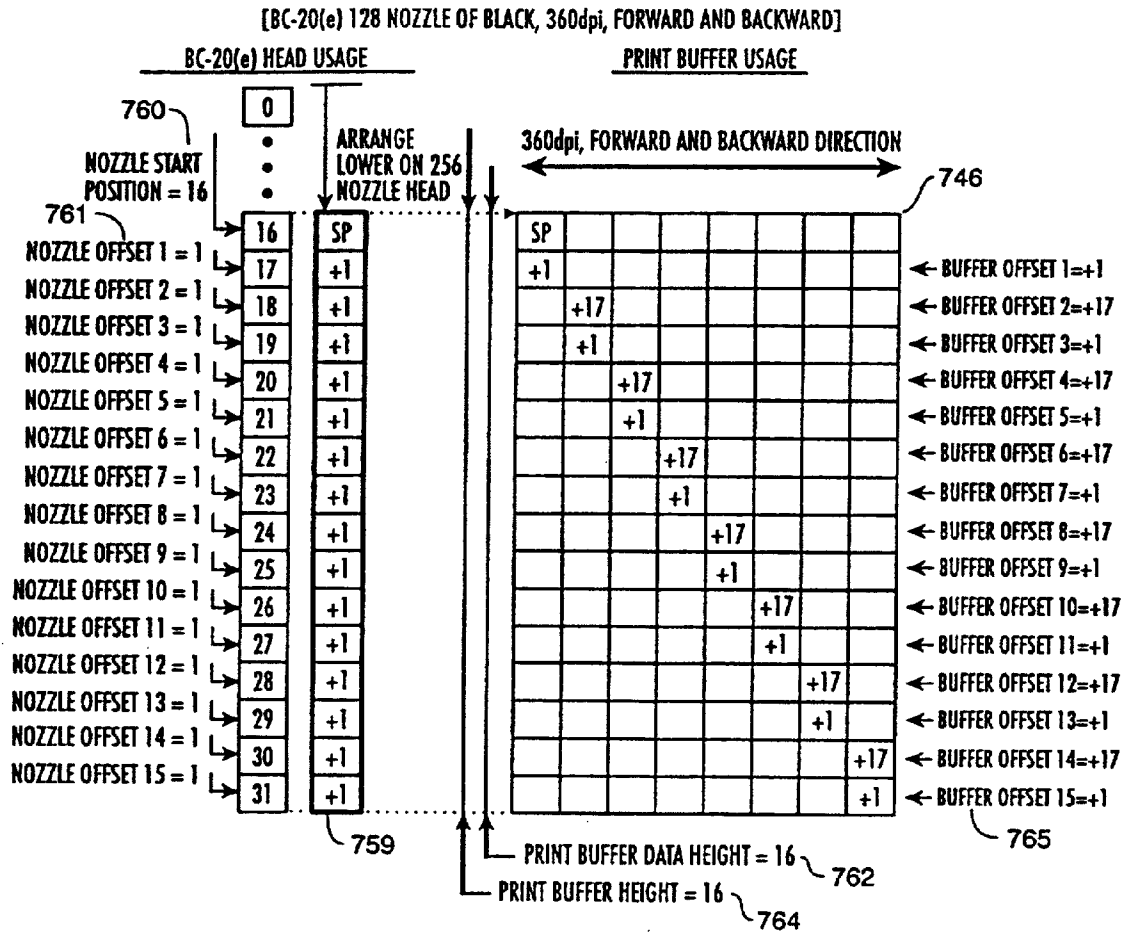 [BC-20(e) 128 NOZZLE OF BLACK, 360dpi, FORWARD AND BACKWARD]
BC-20(e) HEAD USAGE
PRINT BUFFER USAGE
760
0
NOZZLE START
POSITION = 16
ARRANGE
LOWER ON 256
NOZZLE HEAD
360dpi, FORWARD AND BACKWARD DIRECTION
746
761
16 SP SP
NOZZLE OFFSET 1 = 1
17 +1 +1 BUFFER OFFSET 1=+1
NOZZLE OFFSET 2 = 1
18 +1 +17 BUFFER OFFSET 2=+17
NOZZLE OFFSET 3 = 1
19 +1 +1 BUFFER OFFSET 3=+1
NOZZLE OFFSET 4 = 1
20 +1 +17 BUFFER OFFSET 4=+17
NOZZLE OFFSET 5 = 1
21 +1 +1 BUFFER OFFSET 5=+1
NOZZLE OFFSET 6 = 1
22 +1 +17 BUFFER OFFSET 6=+17
NOZZLE OFFSET 7 = 1
23 +1 +1 BUFFER OFFSET 7=+1
NOZZLE OFFSET 8 = 1
24 +1 +17 BUFFER OFFSET 8=+17
NOZZLE OFFSET 9 = 1
25 +1 +1 BUFFER OFFSET 9=+1
NOZZLE OFFSET 10 = 1
26 +1 +17 BUFFER OFFSET 10=+17
NOZZLE OFFSET 11 = 1
27 +1 +1 BUFFER OFFSET 11=+1
NOZZLE OFFSET 12 = 1
28 +1 +17 BUFFER OFFSET 12=+17
NOZZLE OFFSET 13 = 1
29 +1 +1 BUFFER OFFSET 13=+1
NOZZLE OFFSET 14 = 1
30 +1 +17 BUFFER OFFSET 14=+17
NOZZLE OFFSET 15 = 1
31 +1 +1 BUFFER OFFSET 15=+1
759
765
PRINT BUFFER DATA HEIGHT = 16
762
PRINT BUFFER HEIGHT = 16
764